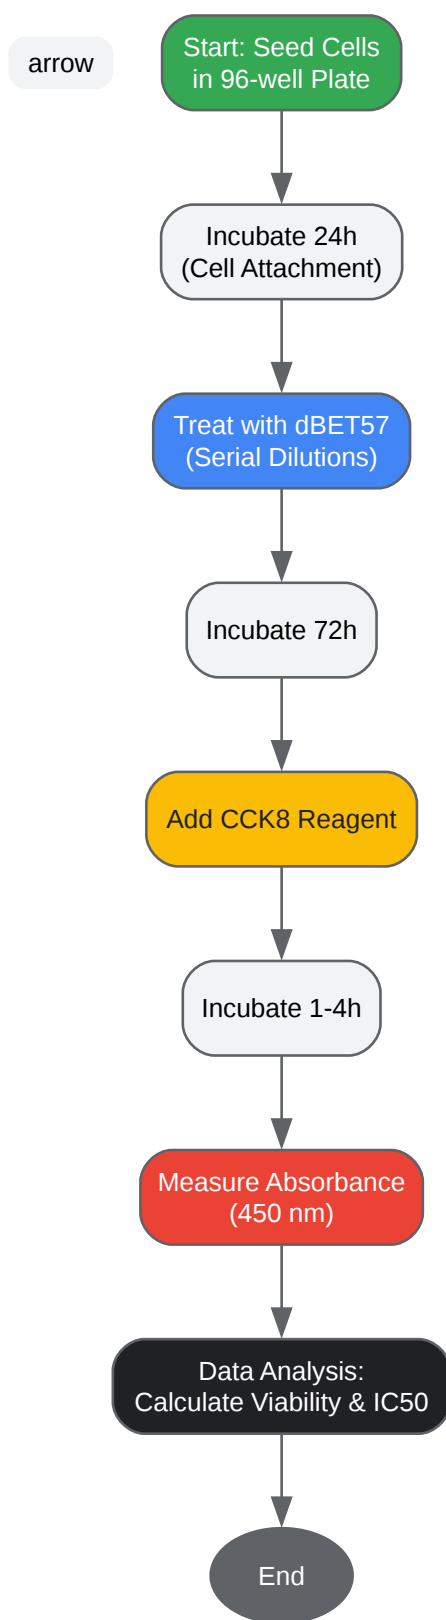 arrow
Start: Seed Cells
in 96-well Plate
Incubate 24h
(Cell Attachment)
Treat with dBET57
(Serial Dilutions)
Incubate 72h
Add CCK8 Reagent
Incubate 1-4h
Measure Absorbance
(450 nm)
Data Analysis:
Calculate Viability & IC50
End